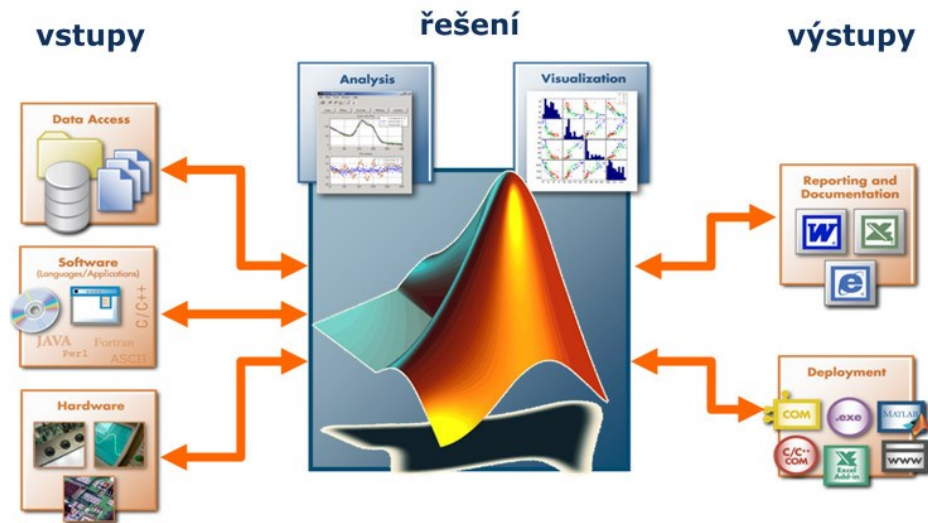 vstupy
řešení
výstupy
Analysis
Visualization
Data Access
Software
(Languages/Applications)
C/C++
JAVA
Perl
Fortran
ASCII
Hardware
Reporting and
Documentation
W
X
e
Deployment
COM
.exe
MATLAB
C/C++
COM
Excel
Add-in
www